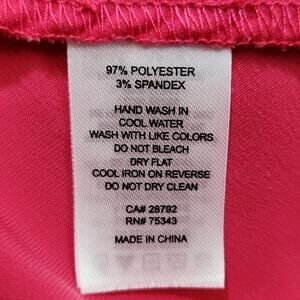 97% POLYESTER
3% SPANDEX
HAND WASH IN
COOL WATER
WASH WITH LIKE COLORS
DO NOT BLEACH
DRY FLAT
COOL IRON ON REVERSE
DO NOT DRY CLEAN
CA# 28792
RN# 75343
MADE IN CHINA